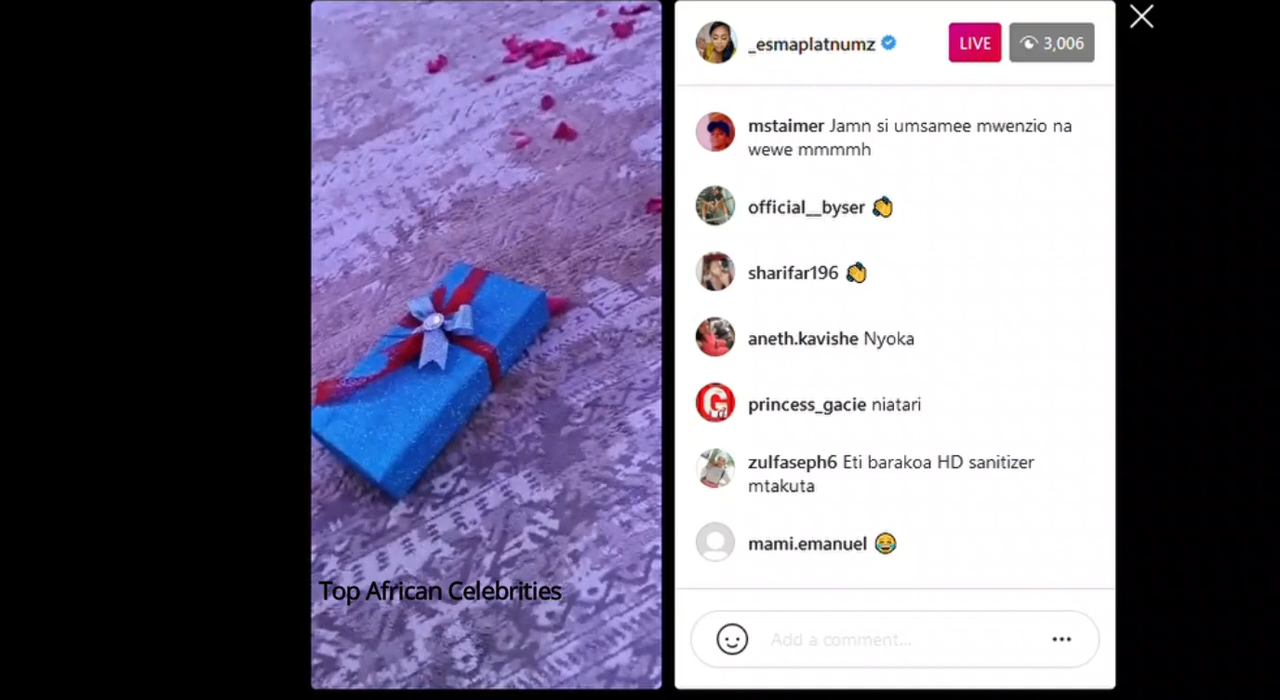 _esmaplatnumz
LIVE
3,006
mstaimer Jamn si umsamee mwenzio na
wewe mmmmh
official__byser 👏
sharifar196 👏
aneth.kavishe Nyoka
princess_gacie niatari
zulfaseph6 Eti barakoa HD sanitizer
mtakuta
mami.emanuel 😂
Add a comment...
Top African Celebrities